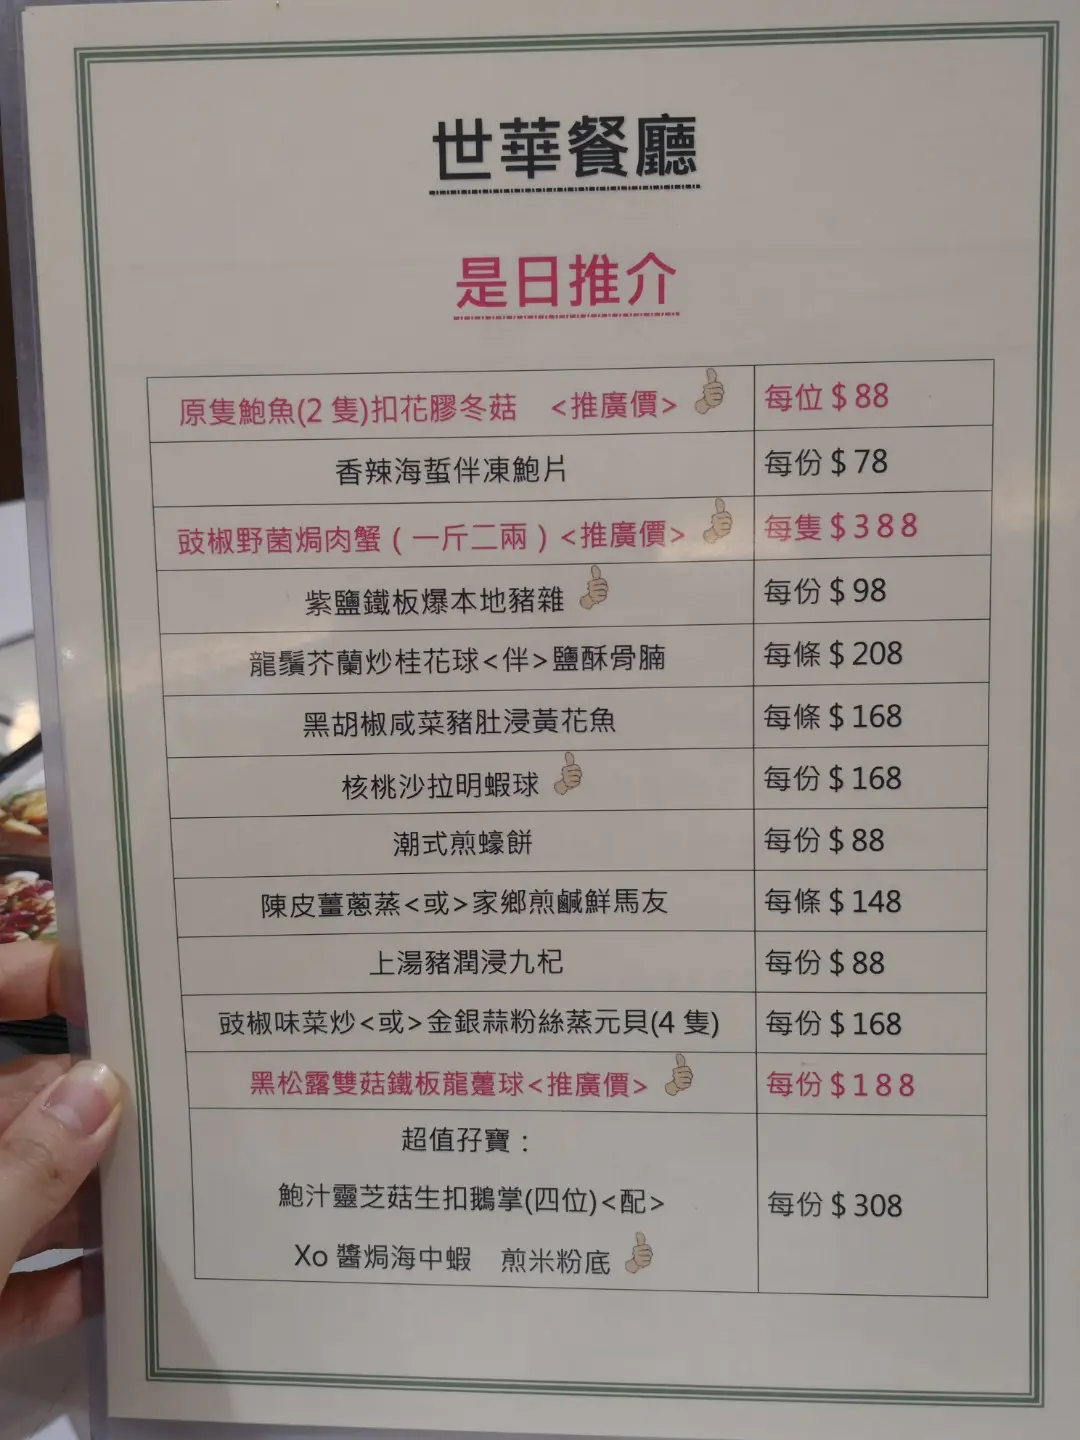 世華餐廳
是日推介
原隻鮑魚(2 隻)扣花膠冬菇 <推廣價> 每位 $ 88
香辣海蜇伴凍鮑片 每份 $ 78
豉椒野菌焗肉蟹 ( 一斤二兩 ) <推廣價> 每隻 $ 3 8 8
紫鹽鐵板爆本地豬雜 每份 $ 98
龍鬚芥蘭炒桂花球<伴>鹽酥骨腩 每條 $ 208
黑胡椒咸菜豬肚浸黃花魚 每條 $ 168
核桃沙拉明蝦球 每份 $ 168
潮式煎蠔餅 每份 $ 88
陳皮薑蔥蒸<或>家鄉煎鹹鮮馬友 每條 $ 148
上湯豬潤浸九杞 每份 $ 88
豉椒味菜炒<或>金銀蒜粉絲蒸元貝(4 隻) 每份 $ 168
黑松露雙菇鐵板龍躉球<推廣價> 每份 $ 1 8 8
超值孖寶：
鮑汁靈芝菇生扣鵝掌(四位)<配> 每份 $ 308
Xo 醬焗海中蝦 煎米粉底